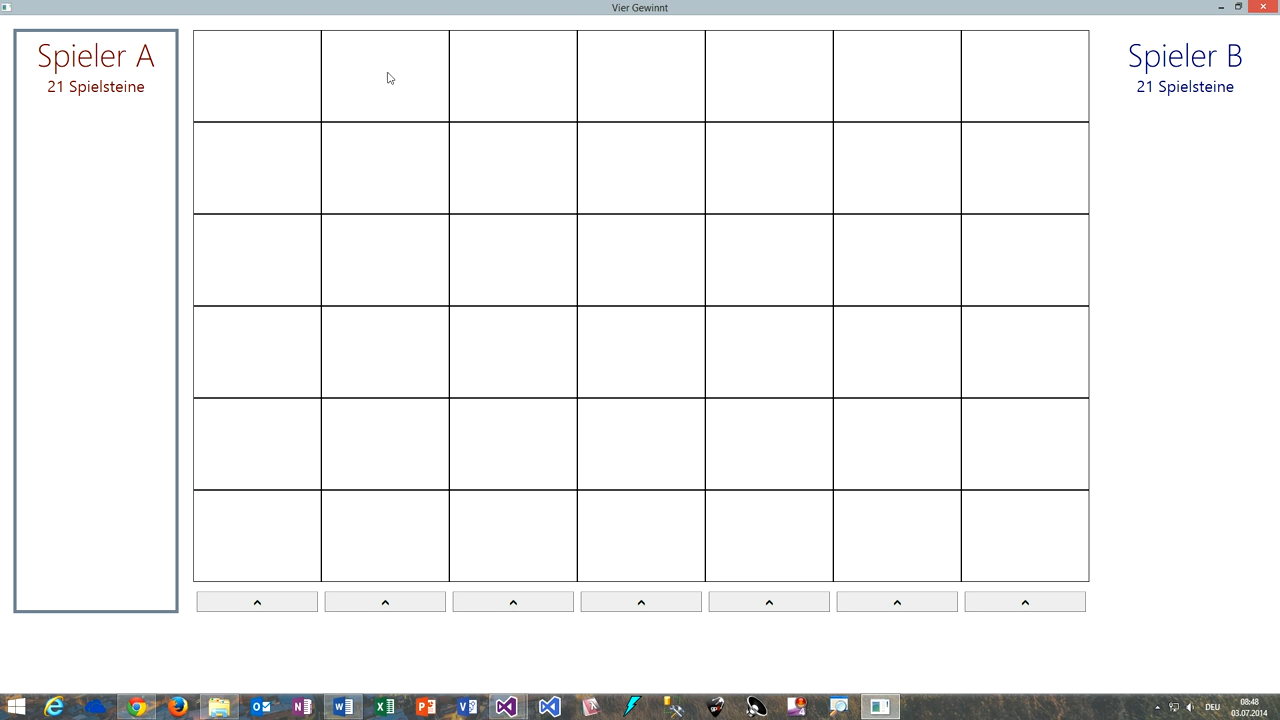 Vier Gewinnt
Spieler A
21 Spielsteine
Spieler B
21 Spielsteine
DEU
08:48
03.07.2014